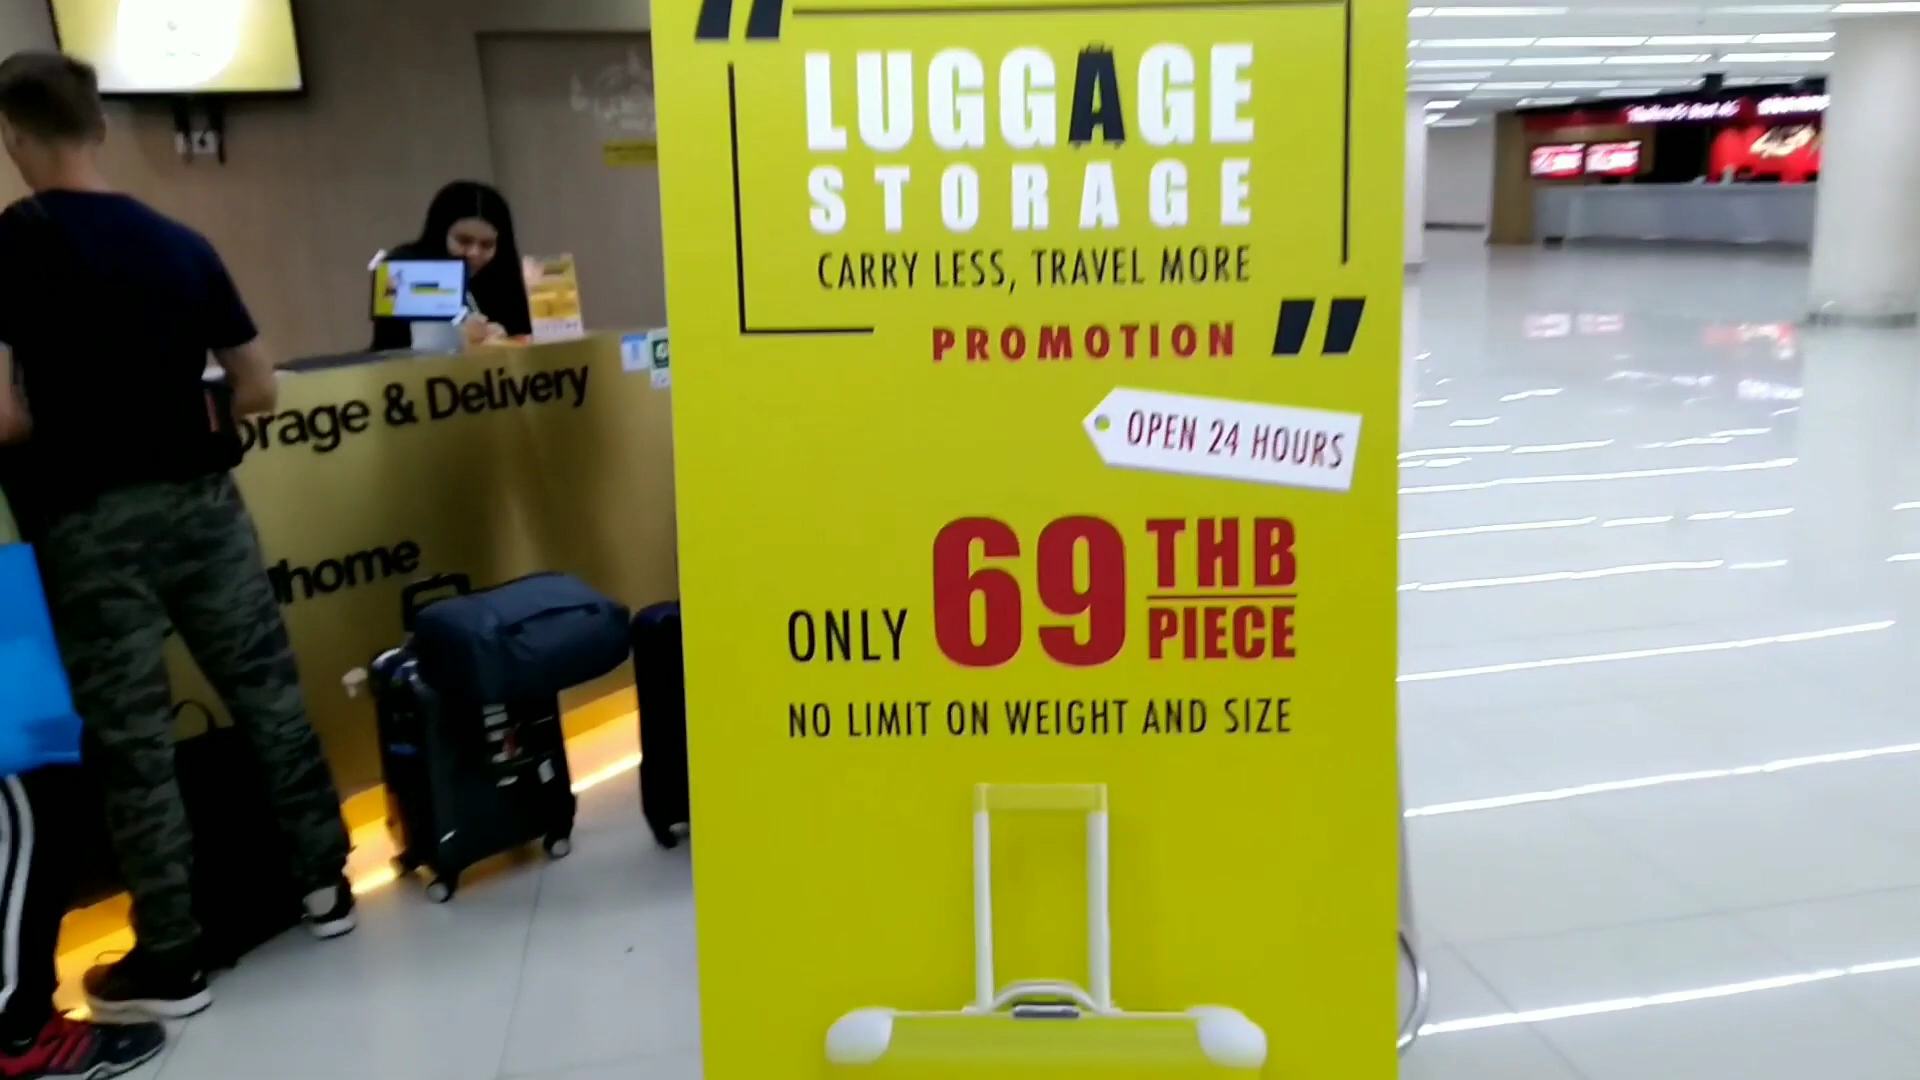 LUGGAGE
STORAGE
CARRY LESS, TRAVEL MORE
PROMOTION
OPEN 24 HOURS
ONLY 69 THB
PIECE
NO LIMIT ON WEIGHT AND SIZE
orage & Delivery
home